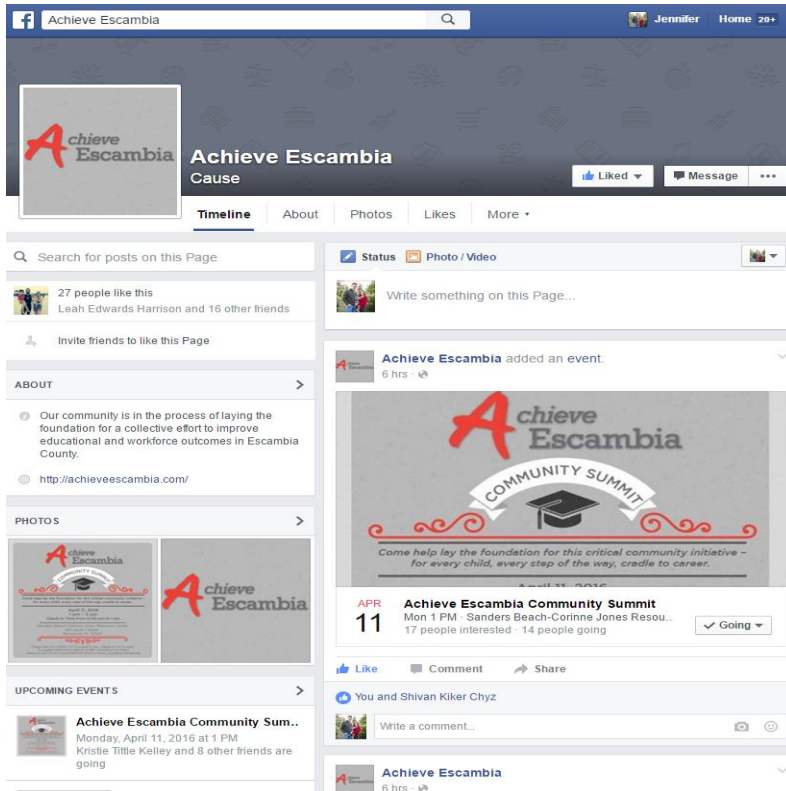 Achieve Escambia
Jennifer
Home 20+
Achieve
Escambia
Achieve Escambia
Cause
Liked
Message
Timeline
About
Photos
Likes
More
Search for posts on this Page
27 people like this
Leah Edwards Harrison and 16 other friends
Invite friends to like this Page
ABOUT
Our community is in the process of laying the
foundation for a collective effort to improve
educational and workforce outcomes in Escambia
County.
http://achieveescambia.com/
PHOTOS
Achieve
Escambia
COMMUNITY SUMMIT
April 11, 2016
Achieve
Escambia
UPCOMING EVENTS
Achieve Escambia Community Sum..
Monday, April 11, 2016 at 1 PM
Kristie Tittle Kelley and 8 other friends are
going
Status
Photo / Video
Write something on this Page...
Achieve Escambia added an event.
6 hrs ·
Achieve
Escambia
COMMUNITY SUMMIT
Come help lay the foundation for this critical community initiative –
for every child, every step of the way, cradle to career.
April 11, 2016
APR
11
Achieve Escambia Community Summit
Mon 1 PM · Sanders Beach-Corinne Jones Resou..
17 people interested · 14 people going
Going
Like
Comment
Share
You and Shivan Kiker Chyz
Write a comment...
Achieve Escambia
6 hrs ·